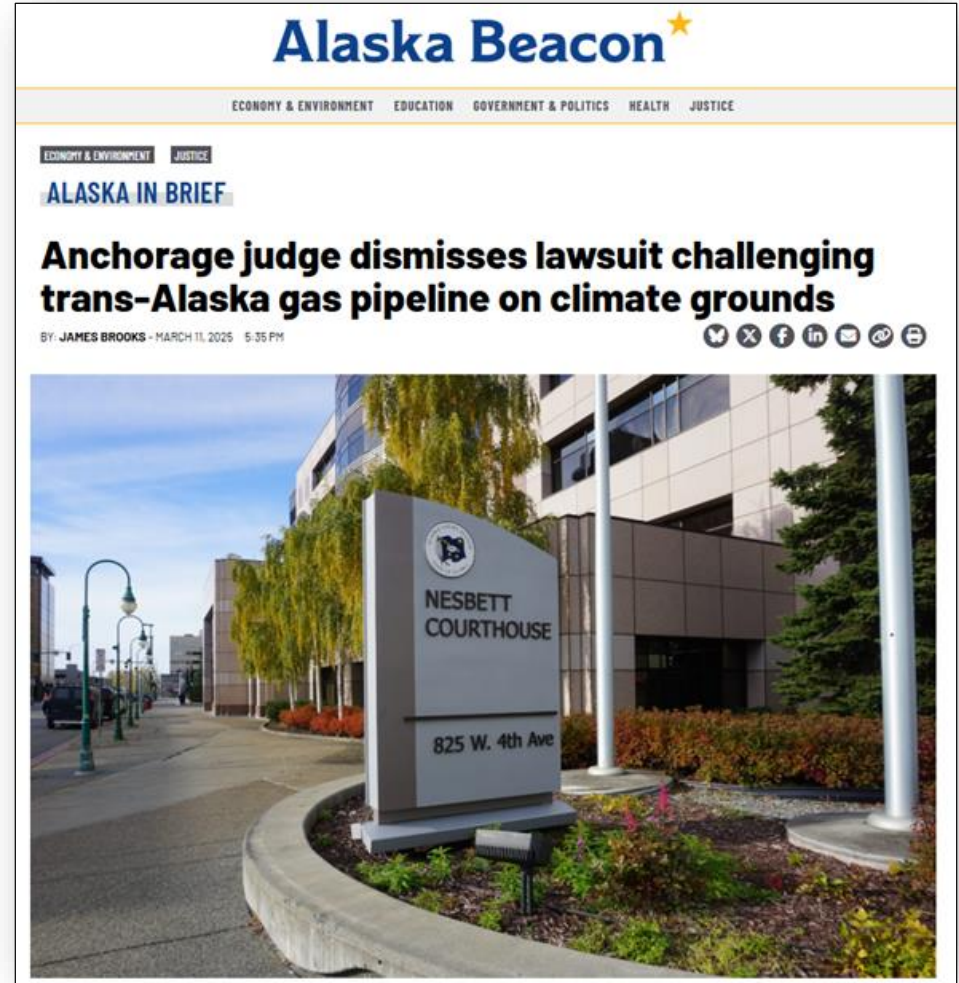 Alaska Beacon
ECONOMY & ENVIRONMENT EDUCATION GOVERNMENT & POLITICS HEALTH JUSTICE
ECONOMY & ENVIRONMENT JUSTICE
ALASKA IN BRIEF
Anchorage judge dismisses lawsuit challenging
trans-Alaska gas pipeline on climate grounds
BY: JAMES BROOKS - MARCH 11, 2025 5:35 PM
NESBETT
COURTHOUSE
825 W. 4th Ave